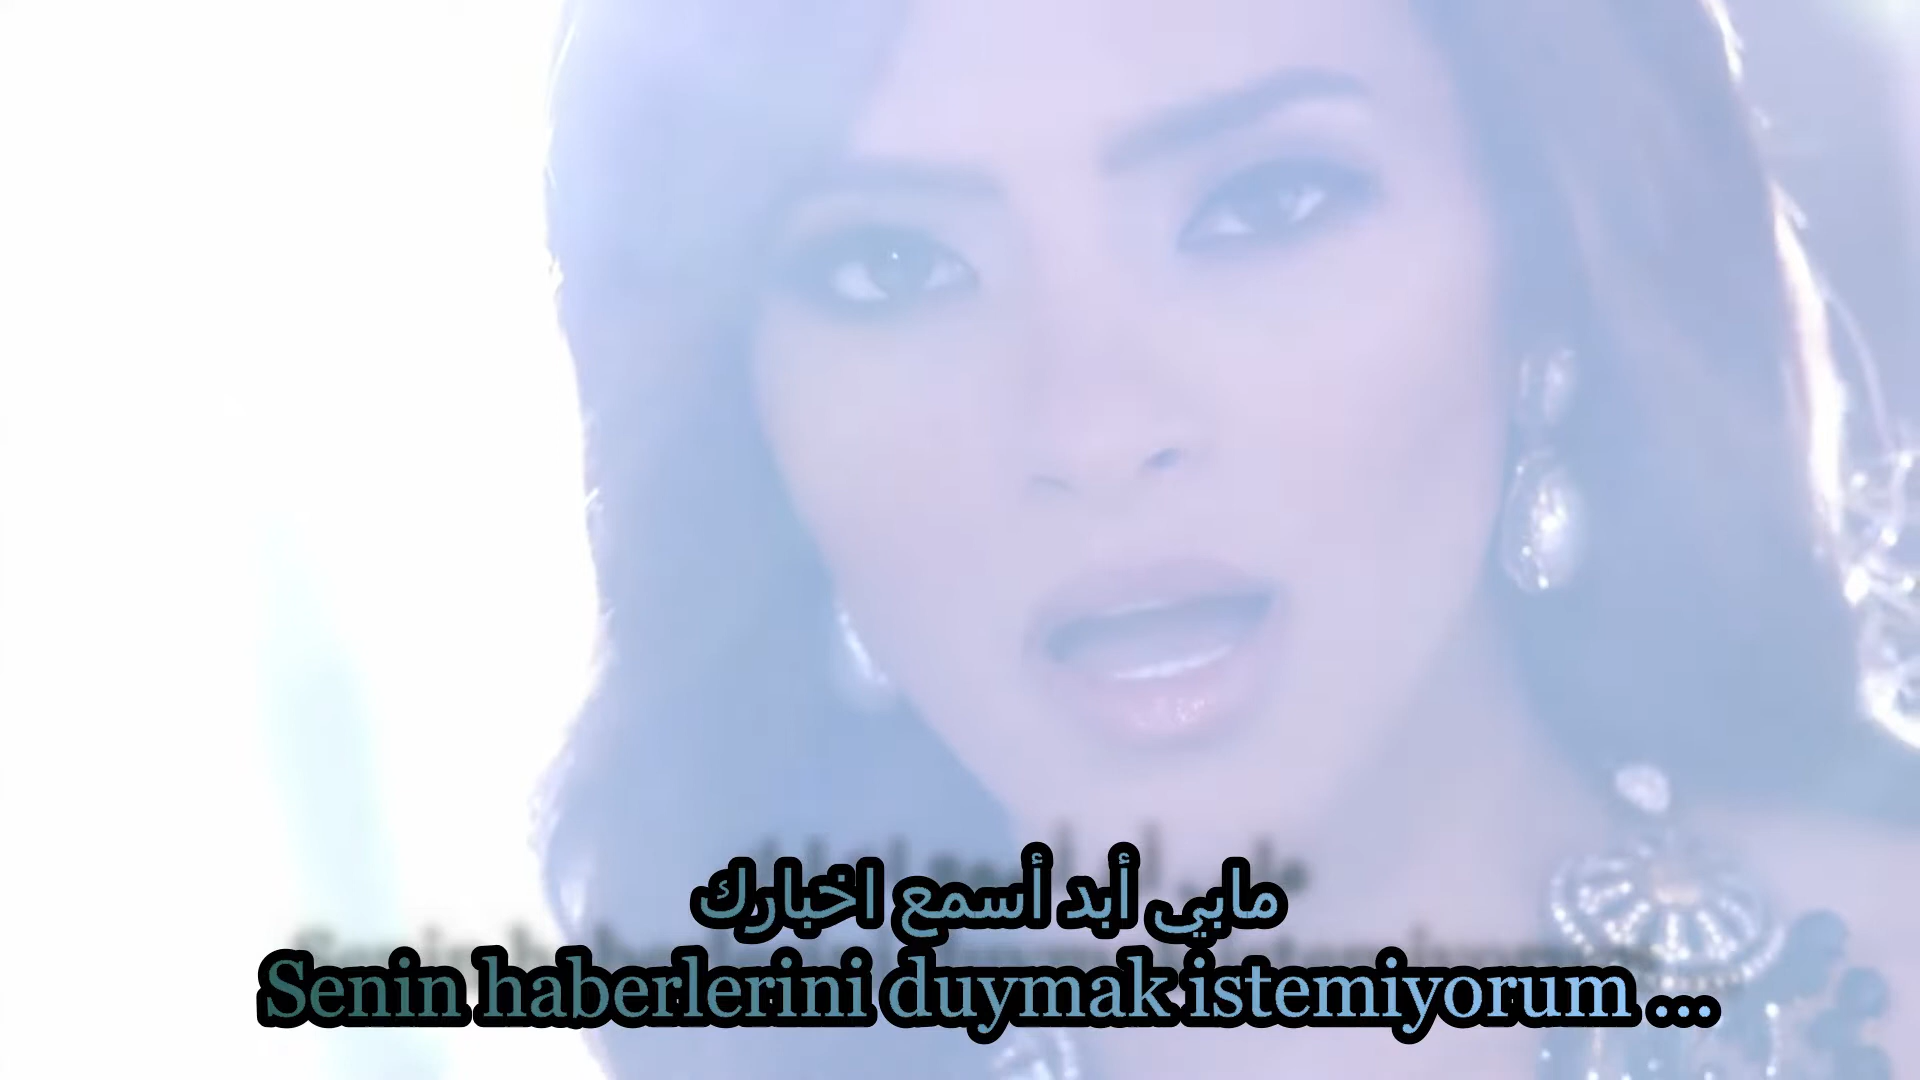 مابي أبد أسمع اخبارك
Senin haberlerini duymak istemiyorum ...